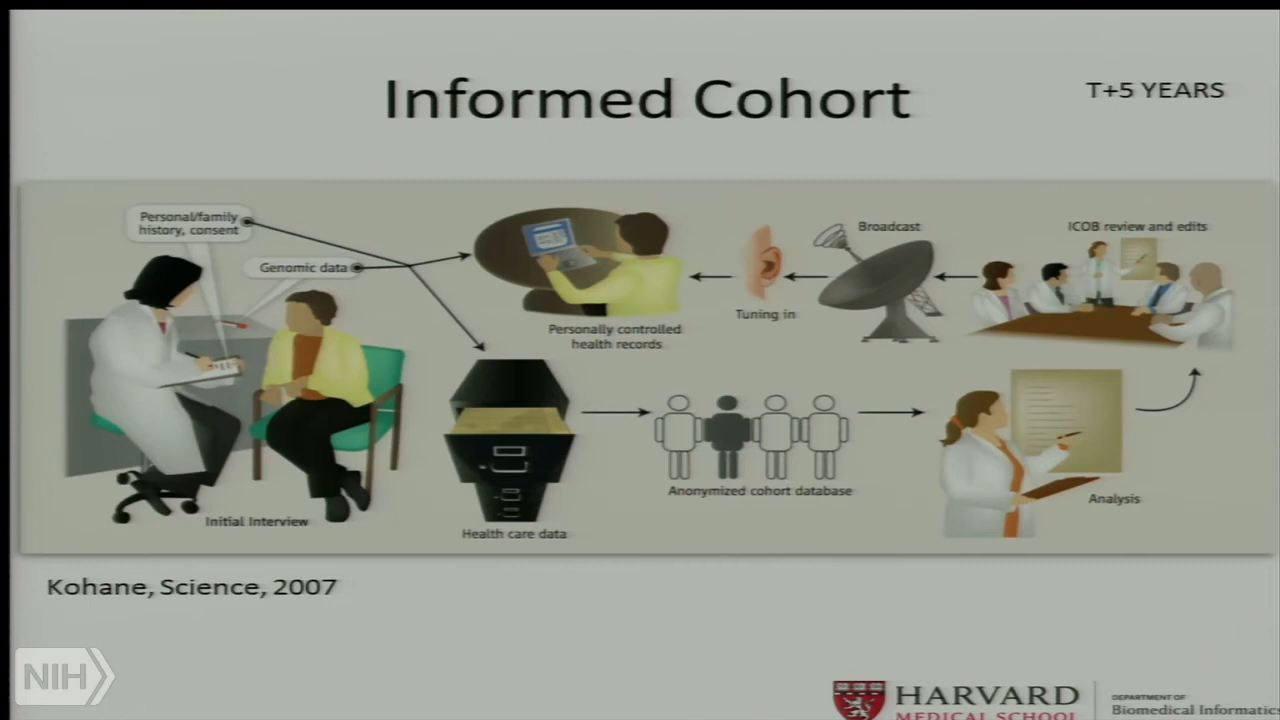 Informed Cohort
T+5 YEARS
Personal/family
history, consent
Genomic data
Initial Interview
Personally controlled
health records
Tuning in
Broadcast
ICOB review and edits
Health care data
Anonymized cohort database
Analysis
Kohane, Science, 2007
NIH
HARVARD
MEDICAL SCHOOL
DEPARTMENT OF
Biomedical Informatics